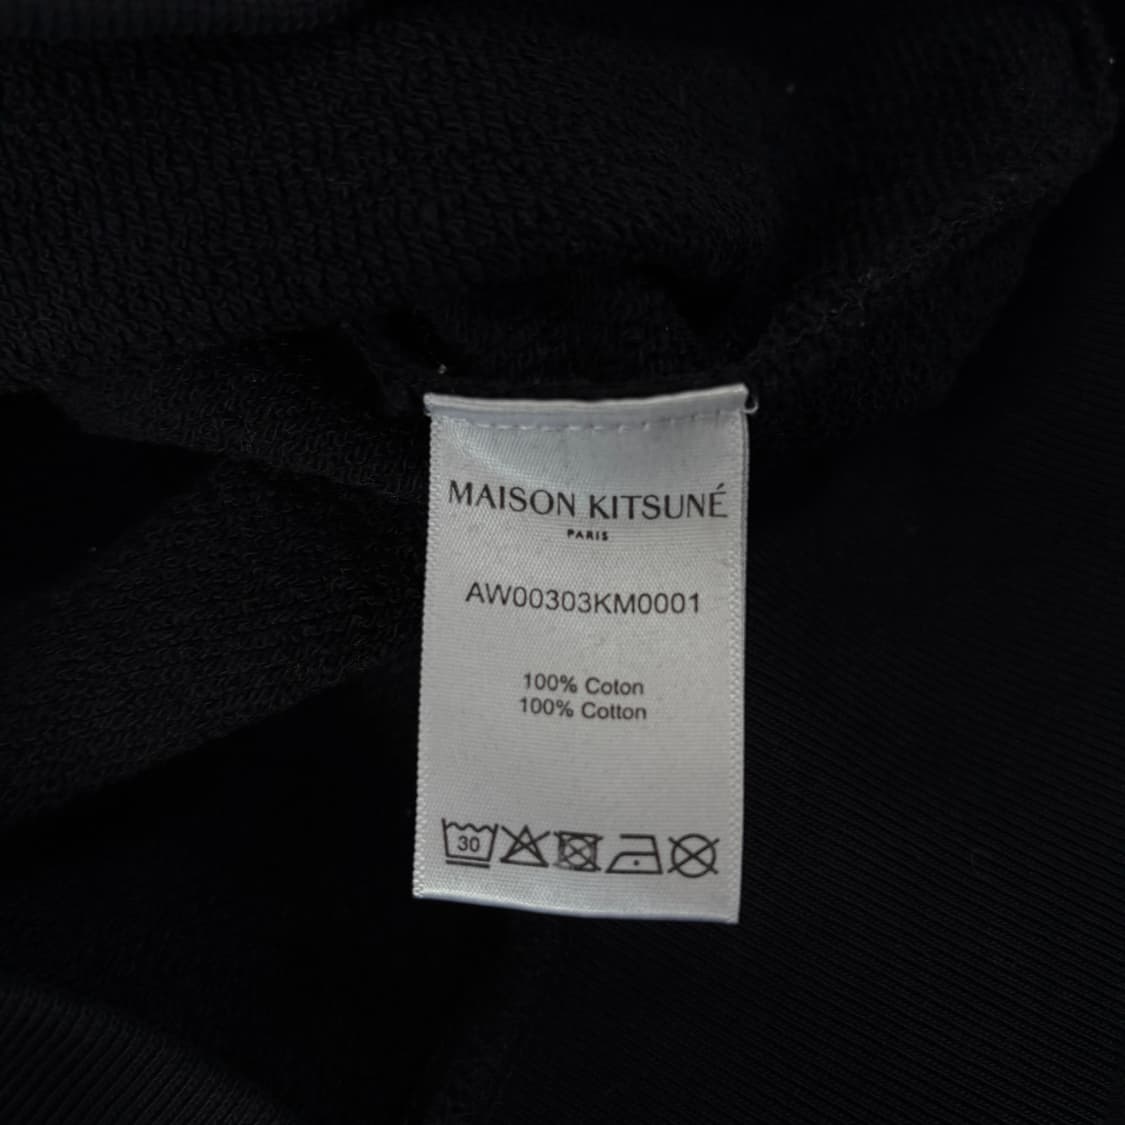 MAISON KITSUNÉ
PARIS
AW00303KM0001
100% Coton
100% Cotton
30